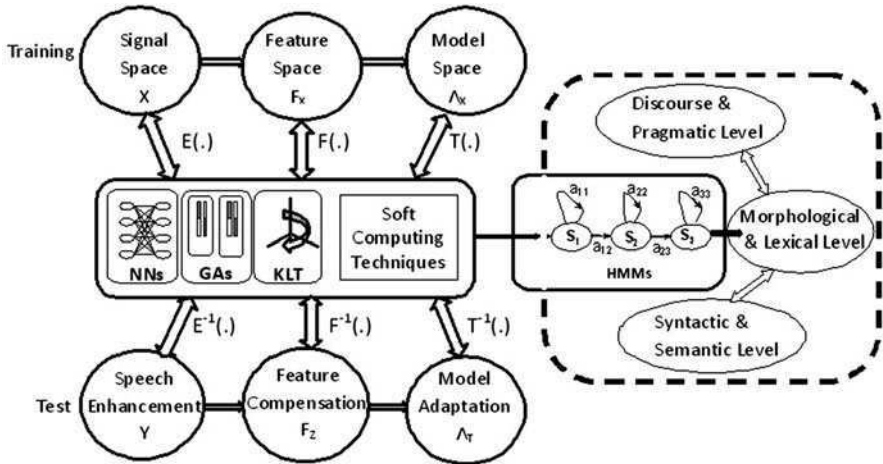 Training
Signal
Space
X
Feature
Space
Fₓ
Model
Space
Λₓ
E(.)
F(.)
T(.)
NNs
GAs
KLT
Soft
Computing
Techniques
a₁₁
a₂₂
a₃₃
S₁
S₂
S₃
a₁₂
a₂₃
HMMs
Discourse &
Pragmatic Level
Morphological
& Lexical Level
Syntactic &
Semantic Level
E⁻¹(.)
F⁻¹(.)
T⁻¹(.)
Test
Speech
Enhancement
Y
Feature
Compensation
F_Z
Model
Adaptation
Λ_T